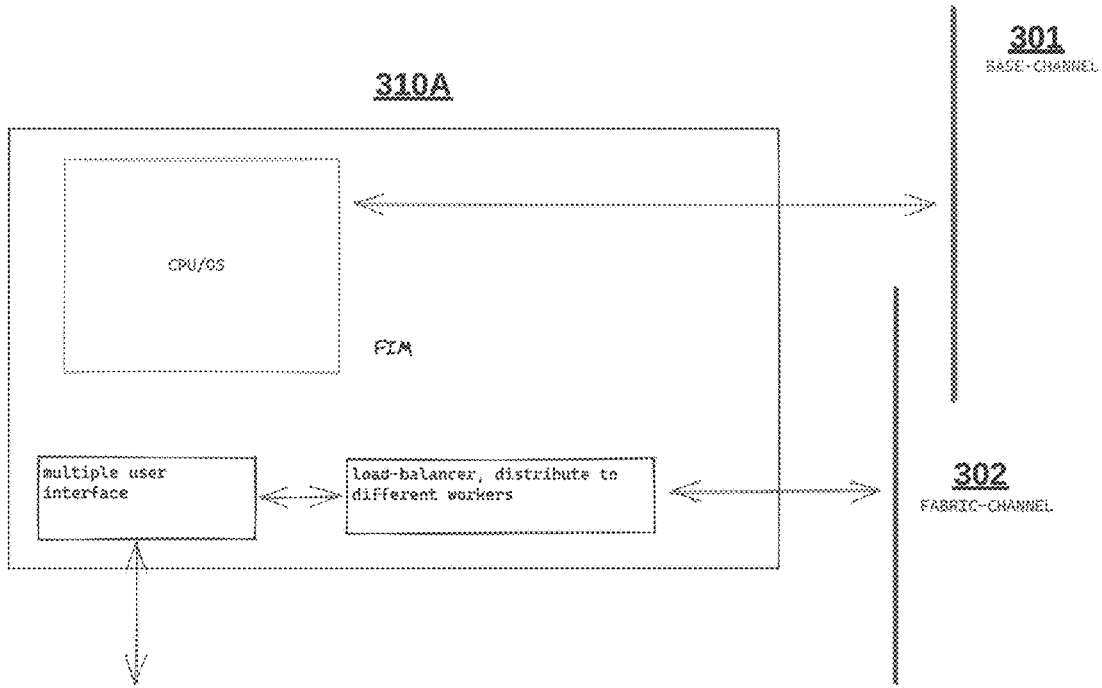 301
BASE-CHANNEL
310A
CPU/OS
FIM
multiple user
interface
load-balancer, distribute to
different workers
302
FABRIC-CHANNEL